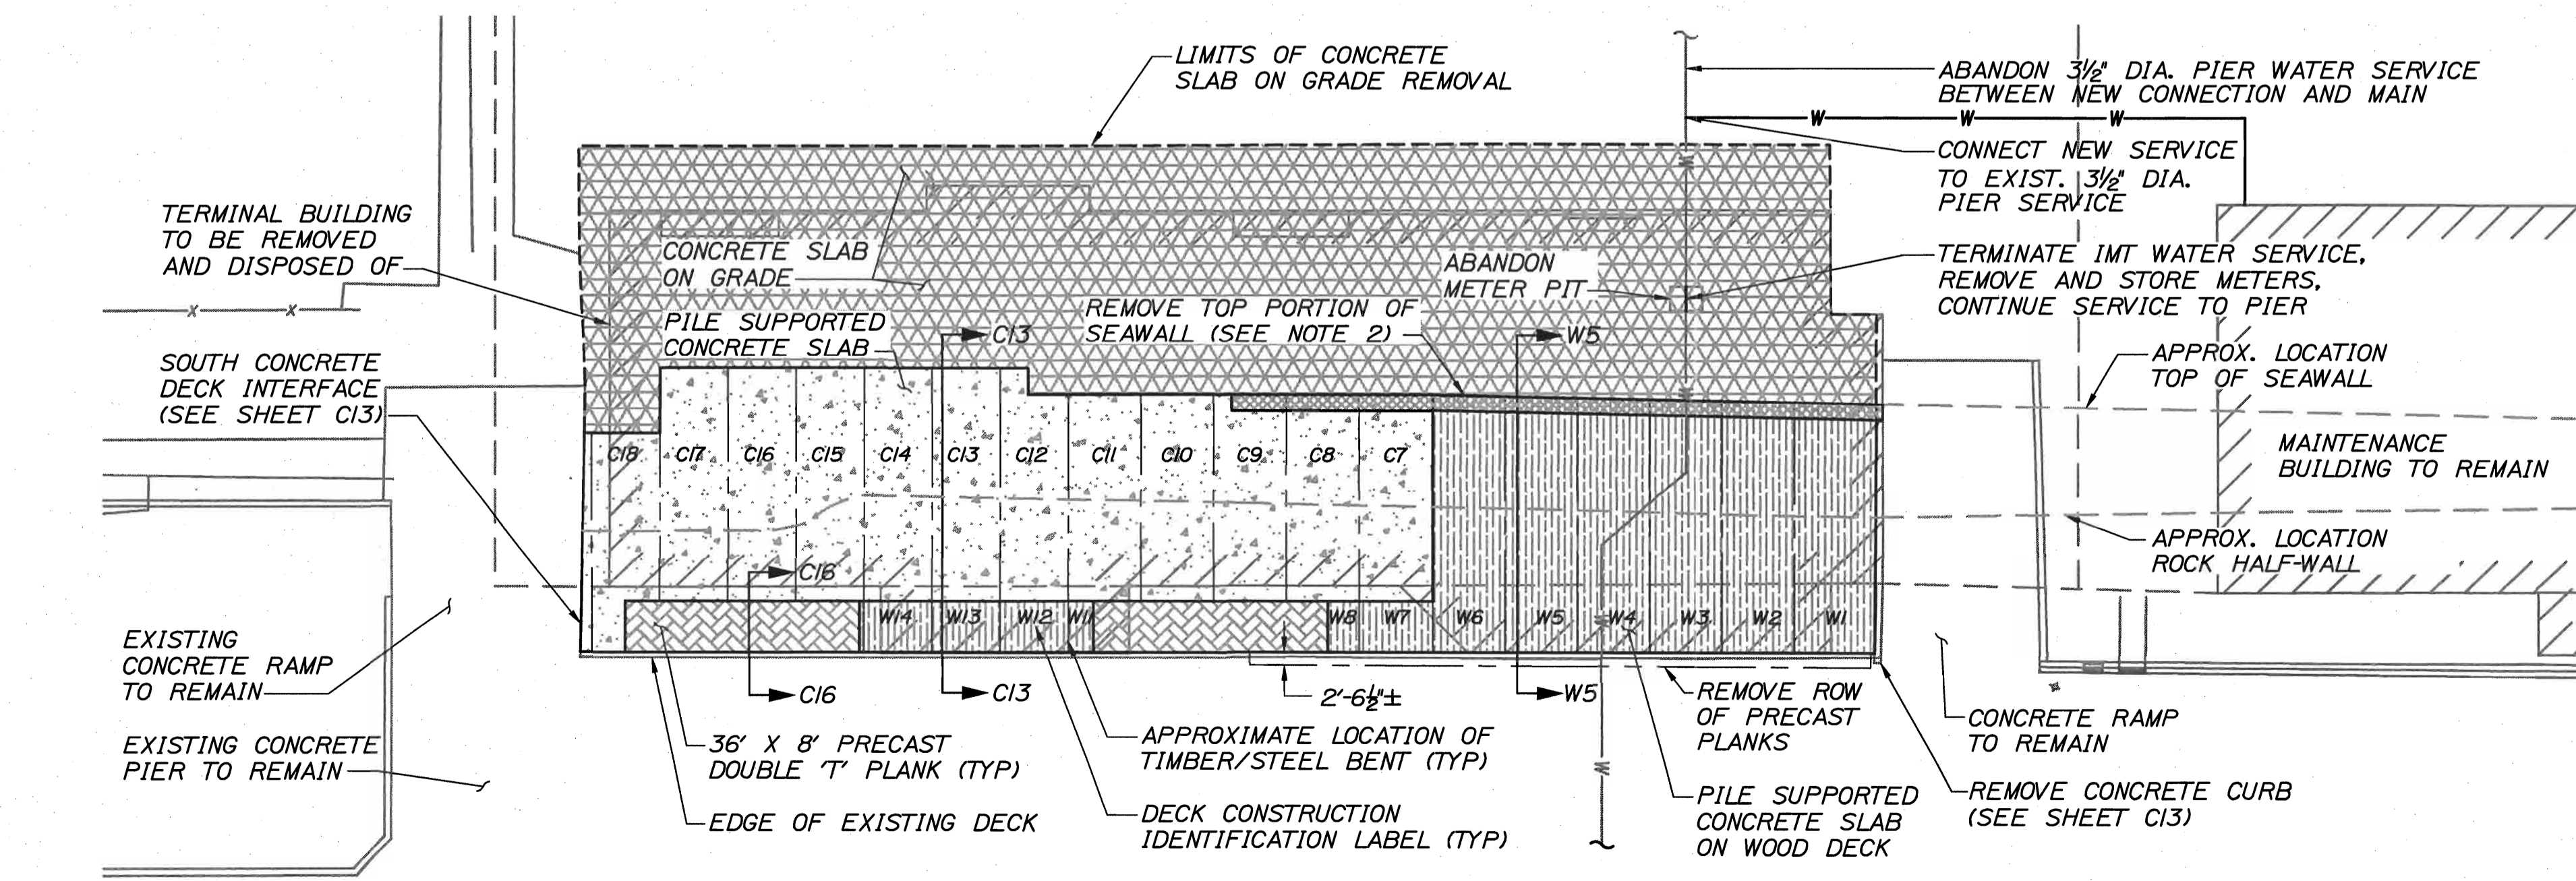 LIMITS OF CONCRETE
SLAB ON GRADE REMOVAL
ABANDON 3½" DIA. PIER WATER SERVICE
BETWEEN NEW CONNECTION AND MAIN
W W W
W
CONNECT NEW SERVICE
TO EXIST. 3½" DIA.
PIER SERVICE
TERMINAL BUILDING
TO BE REMOVED
AND DISPOSED OF
CONCRETE SLAB
ON GRADE
ABANDON
METER PIT
TERMINATE IMT WATER SERVICE,
REMOVE AND STORE METERS,
CONTINUE SERVICE TO PIER
X X
PILE SUPPORTED
CONCRETE SLAB
C13
REMOVE TOP PORTION OF
SEAWALL (SEE NOTE 2)
W5
SOUTH CONCRETE
DECK INTERFACE
(SEE SHEET C13)
APPROX. LOCATION
TOP OF SEAWALL
W
C18 C17 C16 C15 C14 C13 C12 C11 C10 C9 C8 C7
MAINTENANCE
BUILDING TO REMAIN
APPROX. LOCATION
ROCK HALF-WALL
C16
W14 W13 W12 W11 W8 W7 W6 W5 W4 W3 W2 W1
W
EXISTING
CONCRETE RAMP
TO REMAIN
C16
C13
2'-6½"±
W5
REMOVE ROW
OF PRECAST
PLANKS
CONCRETE RAMP
TO REMAIN
EXISTING CONCRETE
PIER TO REMAIN
36' X 8' PRECAST
DOUBLE 'T' PLANK (TYP)
APPROXIMATE LOCATION OF
TIMBER/STEEL BENT (TYP)
W
PILE SUPPORTED
CONCRETE SLAB
ON WOOD DECK
REMOVE CONCRETE CURB
(SEE SHEET C13)
EDGE OF EXISTING DECK
DECK CONSTRUCTION
IDENTIFICATION LABEL (TYP)